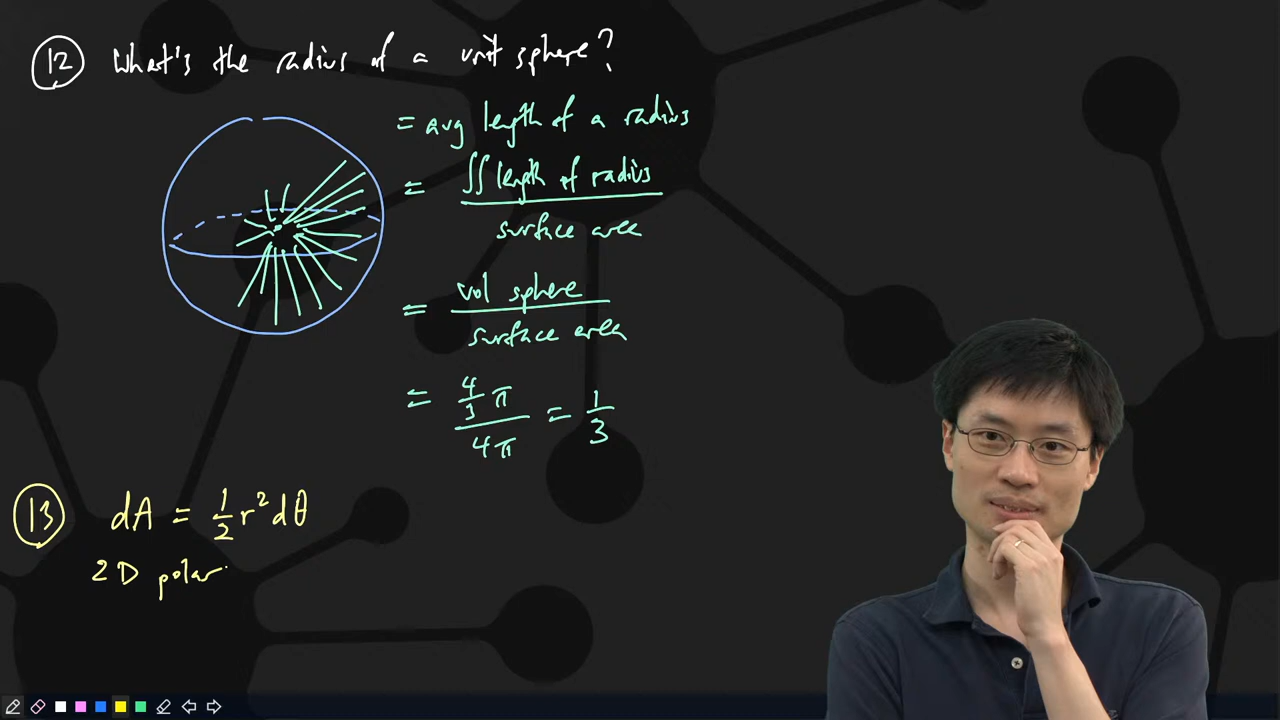 ⑫ What's the radius of a unit sphere?
= avg length of a radius
= ∬ length of radius / surface area
= vol sphere / surface area
= 4/3 π / 4π = 1/3
⑬ dA = 1/2 r² dθ
2D polar